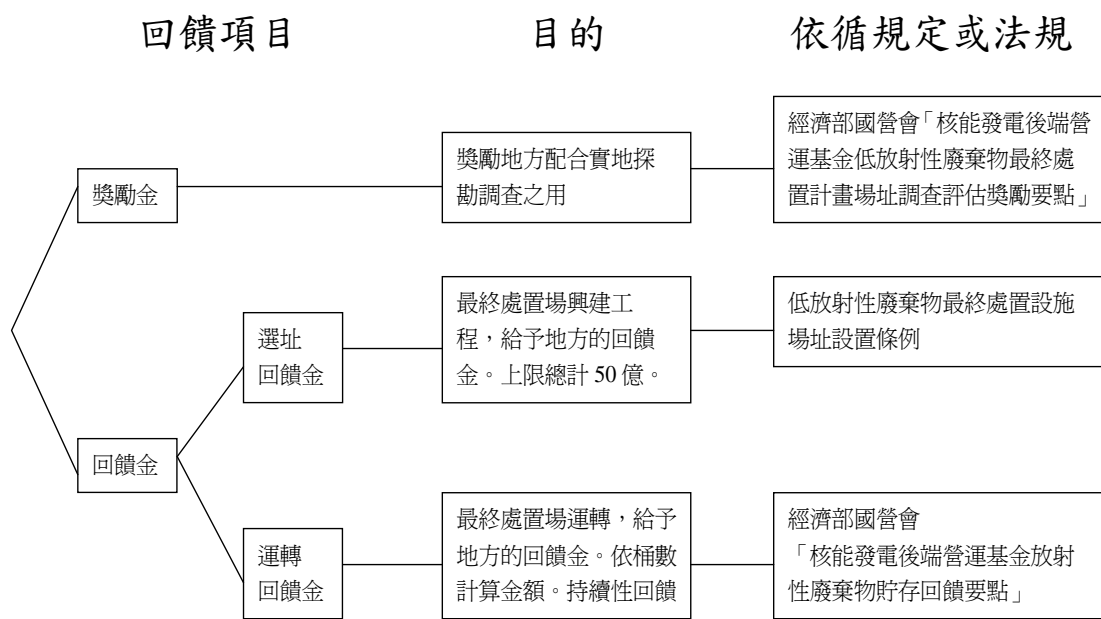 回饋項目
目的
依循規定或法規
獎勵金
獎勵地方配合實地探
勘調查之用
經濟部國營會「核能發電後端營
運基金低放射性廢棄物最終處
置計畫場址調查評估獎勵要點」
回饋金
選址
回饋金
最終處置場興建工
程，給予地方的回饋
金。上限總計 50 億。
低放射性廢棄物最終處置設施
場址設置條例
運轉
回饋金
最終處置場運轉，給予
地方的回饋金。依桶數
計算金額。持續性回饋
經濟部國營會
「核能發電後端營運基金放射
性廢棄物貯存回饋要點」